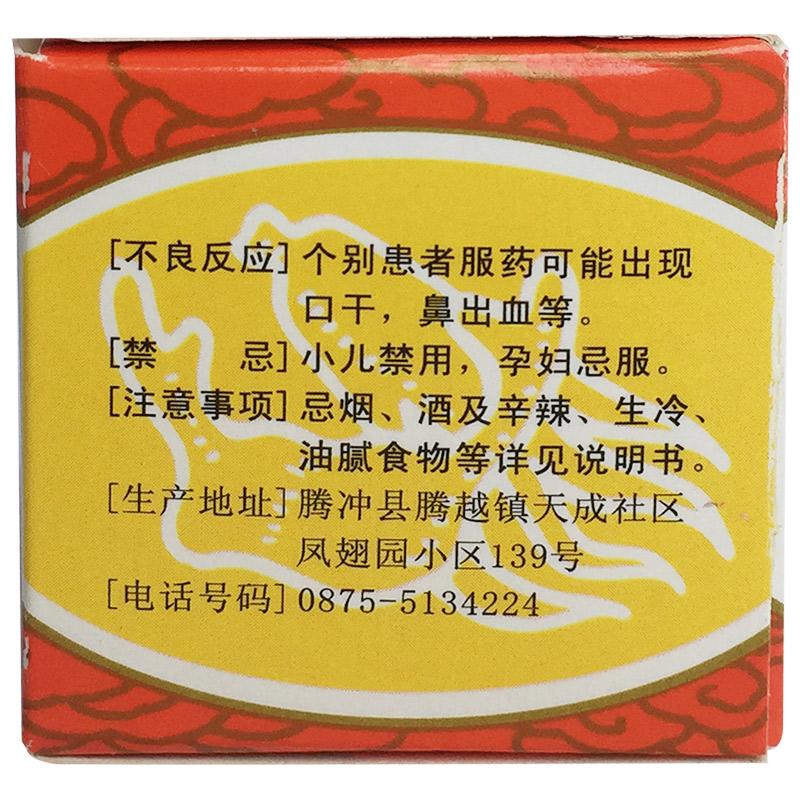 [不良反应]个别患者服药可能出现
口干，鼻出血等。
[禁 忌]小儿禁用，孕妇忌服。
[注意事项]忌烟、酒及辛辣、生冷、
油腻食物等详见说明书。
[生产地址]腾冲县腾越镇天成社区
凤翅园小区139号
[电话号码]0875-5134224